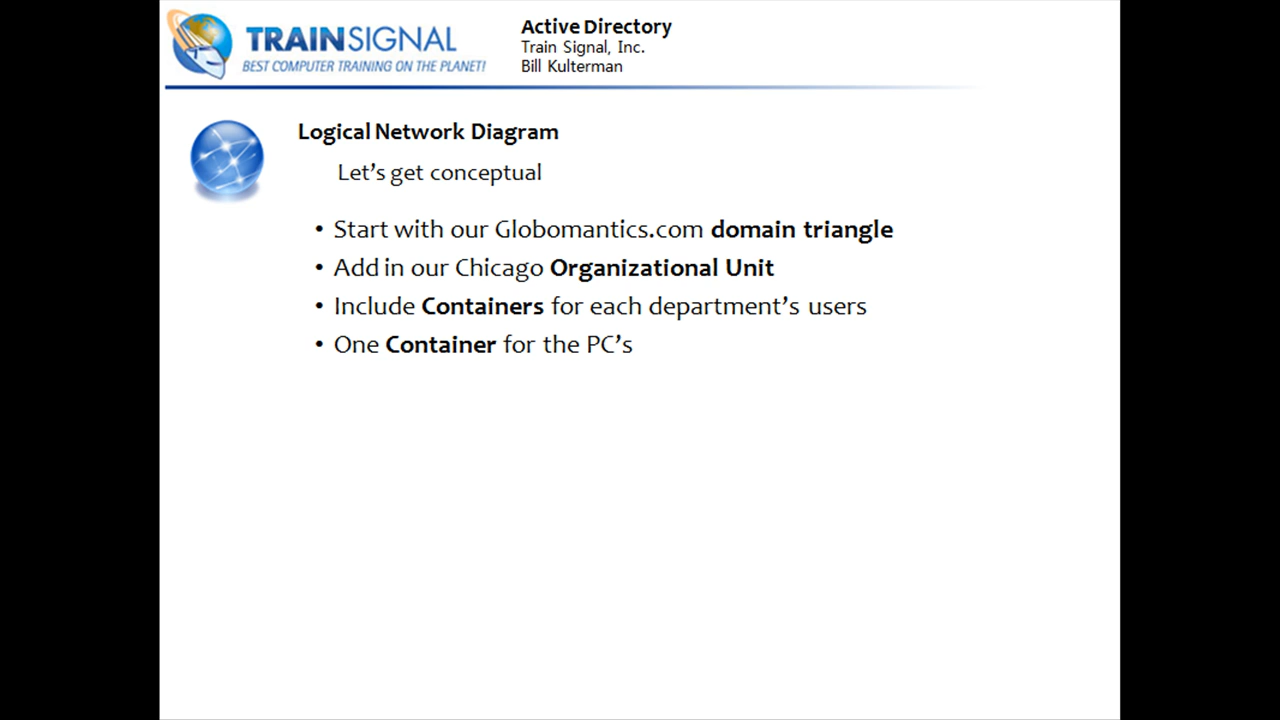 TRAINSIGNAL
BEST COMPUTER TRAINING ON THE PLANET!
Active Directory
Train Signal, Inc.
Bill Kulterman
Logical Network Diagram
Let’s get conceptual
• Start with our Globomantics.com domain triangle
• Add in our Chicago Organizational Unit
• Include Containers for each department’s users
• One Container for the PC’s